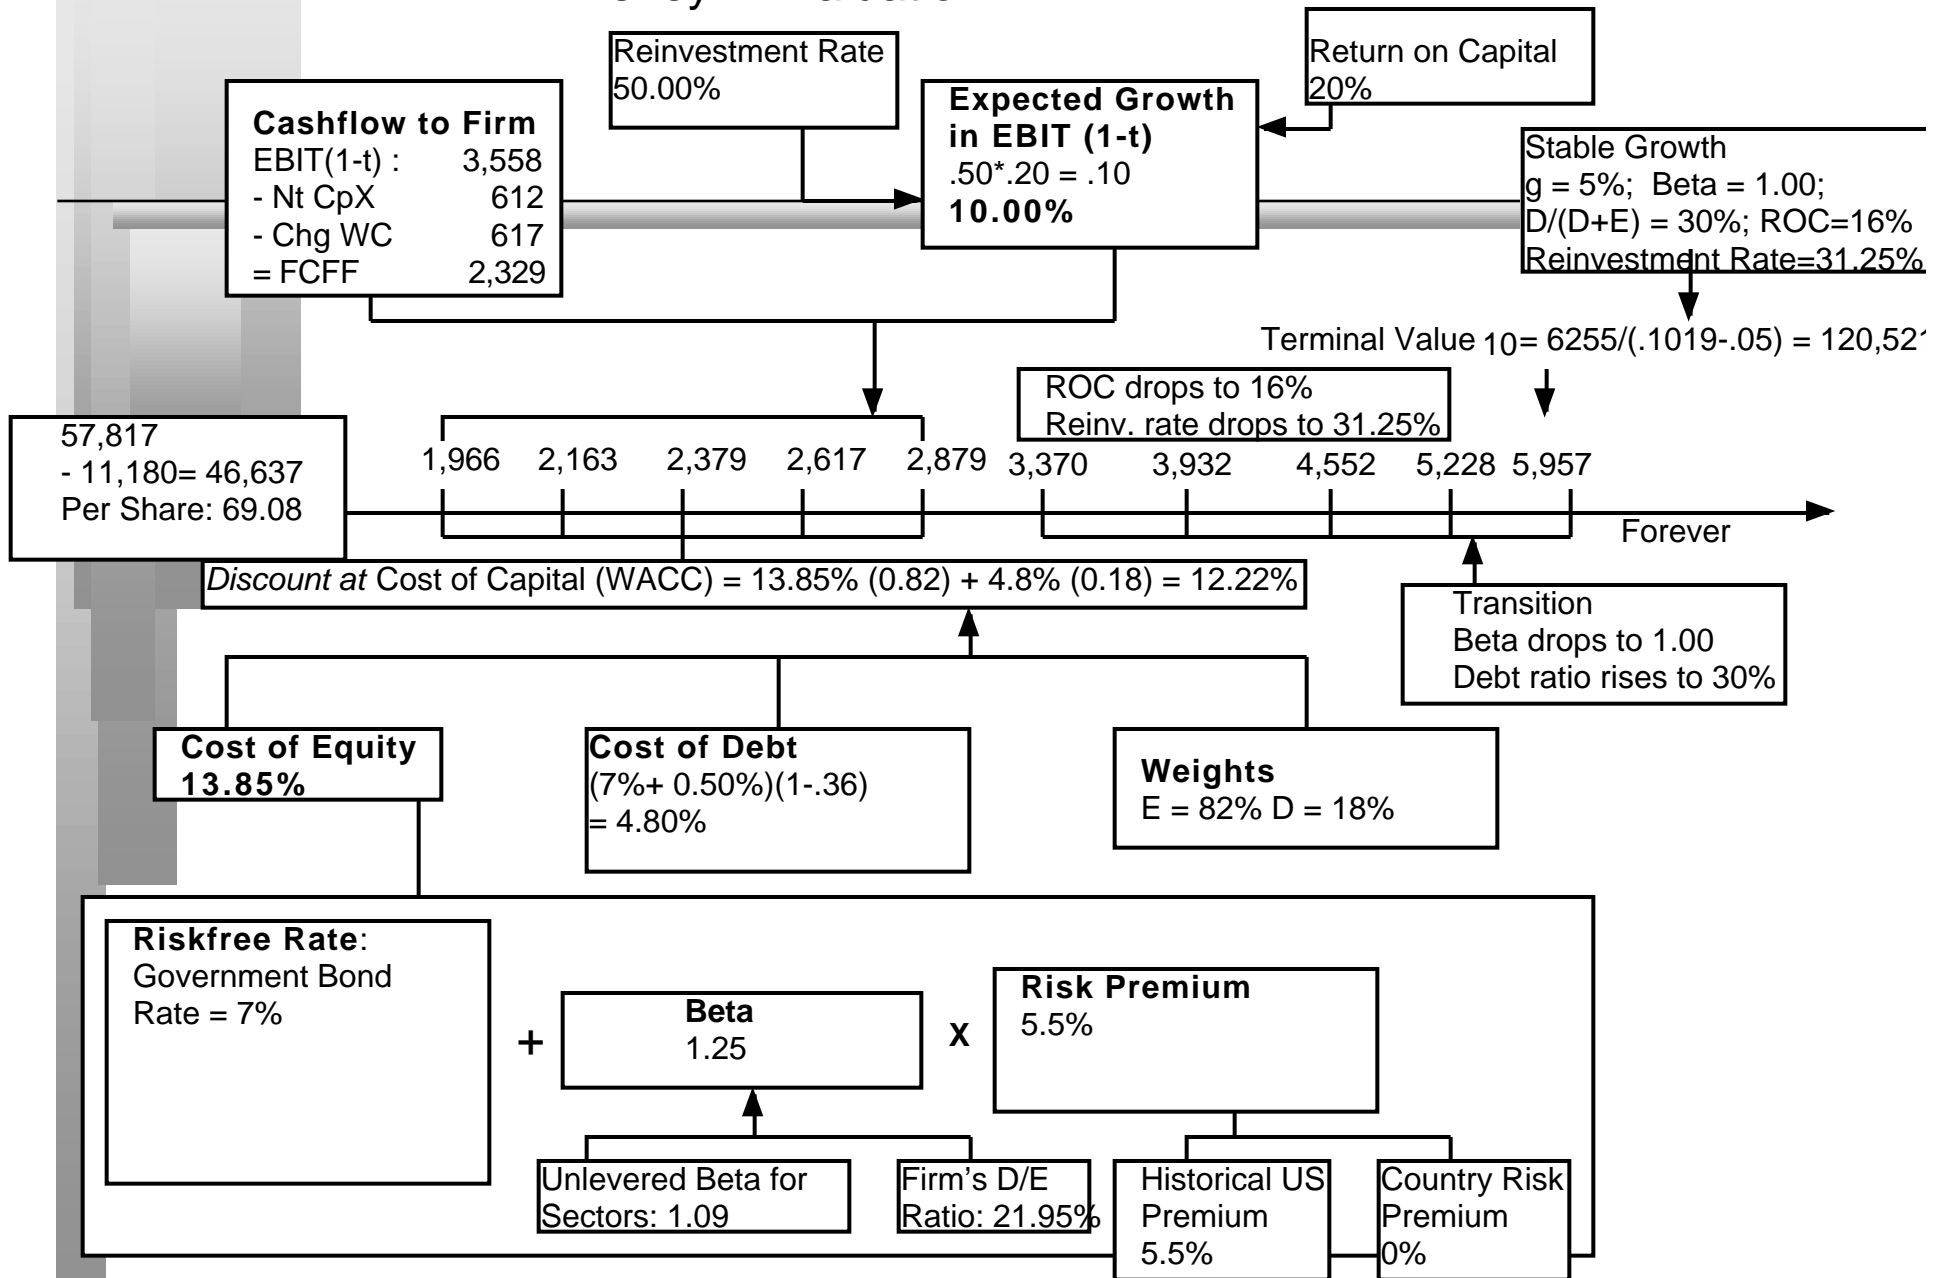 Reinvestment Rate
50.00%
Return on Capital
20%
Cashflow to Firm
EBIT(1-t) : 3,558
- Nt CpX 612
- Chg WC 617
= FCFF 2,329
Expected Growth
in EBIT (1-t)
.50*.20 = .10
10.00%
Stable Growth
g = 5%; Beta = 1.00;
D/(D+E) = 30%; ROC=16%
Reinvestment Rate=31.25%
Terminal Value 10= 6255/(.1019-.05) = 120,521
ROC drops to 16%
Reinv. rate drops to 31.25%
57,817
- 11,180= 46,637
Per Share: 69.08
1,966 2,163 2,379 2,617 2,879 3,370 3,932 4,552 5,228 5,957
Forever
Discount at Cost of Capital (WACC) = 13.85% (0.82) + 4.8% (0.18) = 12.22%
Transition
Beta drops to 1.00
Debt ratio rises to 30%
Cost of Equity
13.85%
Cost of Debt
(7%+ 0.50%)(1-.36)
= 4.80%
Weights
E = 82% D = 18%
Riskfree Rate:
Government Bond
Rate = 7%
+
Beta
1.25
X
Risk Premium
5.5%
Unlevered Beta for
Sectors: 1.09
Firm’s D/E
Ratio: 21.95%
Historical US
Premium
5.5%
Country Risk
Premium
0%